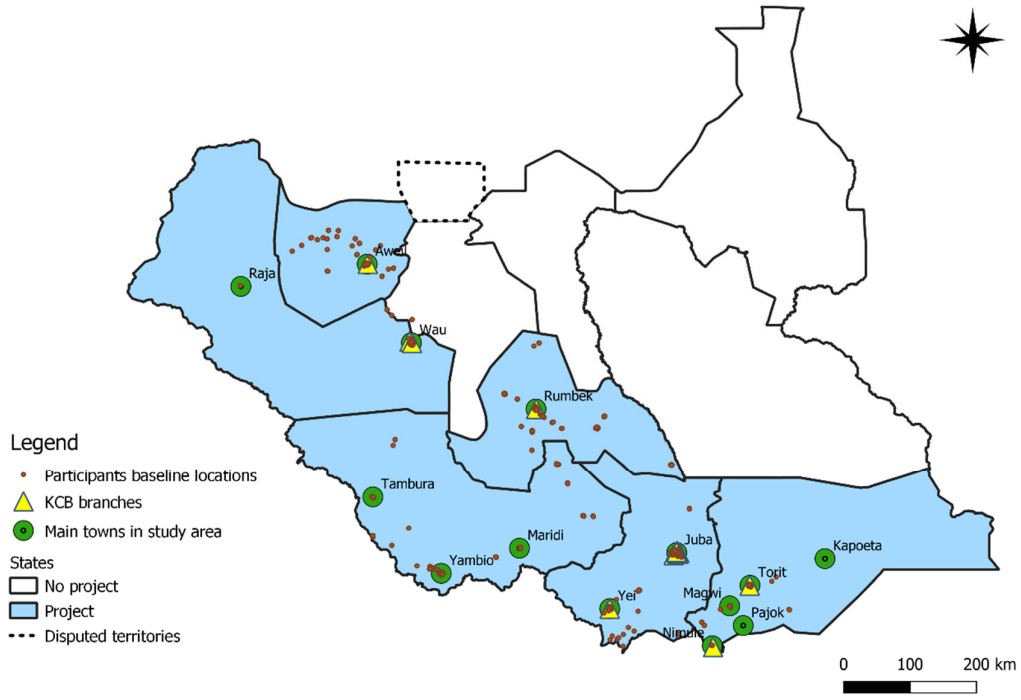 Aweil
Raja
Wau
Rumbek
Legend
Participants baseline locations
KCB branches
Main towns in study area
States
No project
Project
Disputed territories
Tambura
Maridi
Yambio
Juba
Kapoeta
Torit
Yei
Magwi
Pajok
Nimule
0 100 200 km